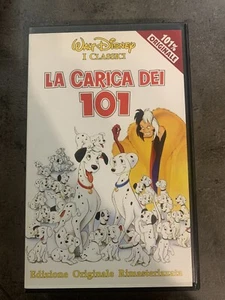 Walt Disney
I CLASSICI
101%
ORIGINALE
LA CARICA DEI
101
Edizione Originale Rimasterizzata